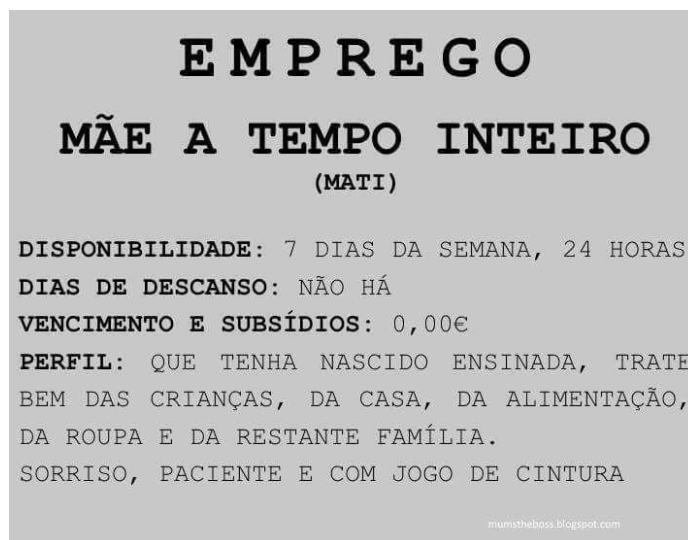 EMPREGO
MÃE A TEMPO INTEIRO
(MATI)
DISPONIBILIDADE: 7 DIAS DA SEMANA, 24 HORAS
DIAS DE DESCANSO: NÃO HÁ
VENCIMENTO E SUBSÍDIOS: 0,00€
PERFIL: QUE TENHA NASCIDO ENSINADA, TRATE
BEM DAS CRIANÇAS, DA CASA, DA ALIMENTAÇÃO,
DA ROUPA E DA RESTANTE FAMÍLIA.
SORRISO, PACIENTE E COM JOGO DE CINTURA
mumstheboss.blogspot.com